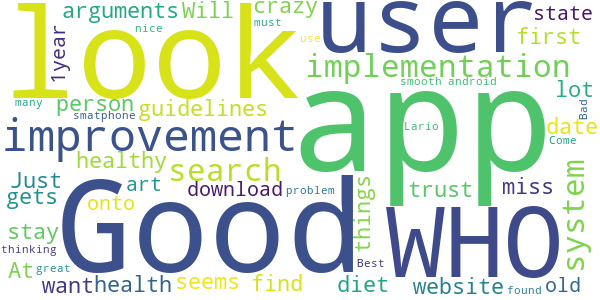 arguments Will crazy state
nice must
look user use first
1year implementation
many person guidelines smooth android lot
smatphone
improvement app Lario Bad date
Come
healthy search
Just art download problem trust miss system
gets
Good WHO things
stay onto
thinking At great Best
want health seems find diet website found old